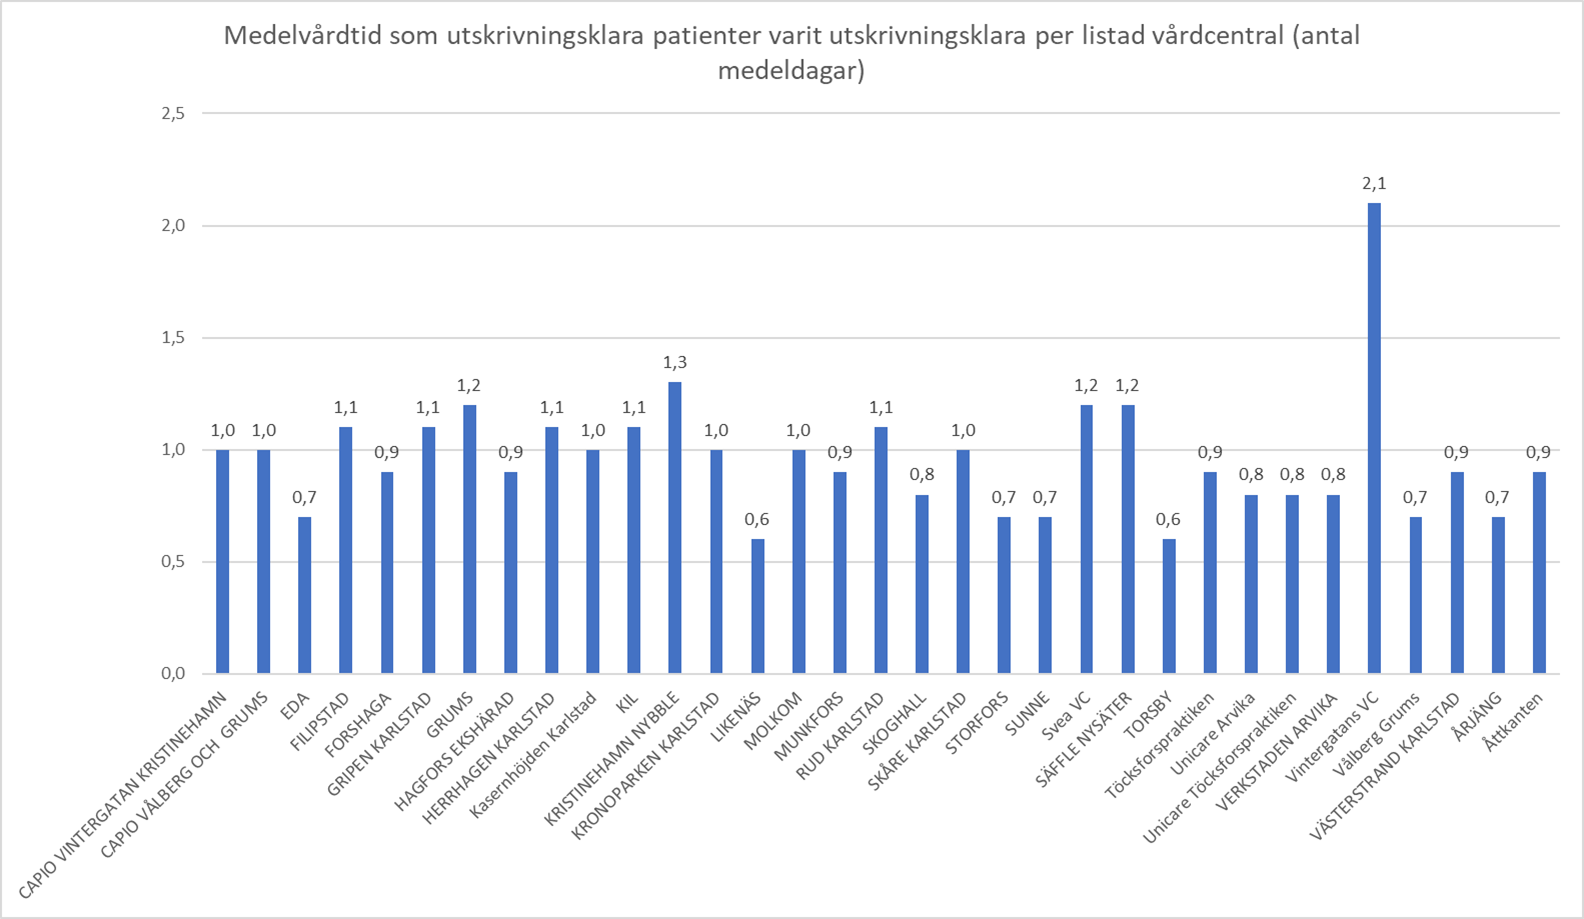 Medelvårdtid som utskrivningsklara patienter varit utskrivningsklara per listad vårdcentral (antal
medeldagar)
2,5
2,0
1,5
1,0
0,5
0,0
1,0
1,0
0,7
1,1
0,9
1,1
1,2
0,9
1,1
1,0
1,1
1,3
1,0
0,6
1,0
0,9
1,1
0,8
1,0
0,7
0,7
1,2
1,2
0,6
0,9
0,8
0,8
0,8
2,1
0,7
0,9
0,7
0,9
CAPIO VINTERGATAN KRISTINEHAMN
CAPIO VÅLBERG OCH GRUMS
EDA
FILIPSTAD
FORSHAGA
GRIPEN KARLSTAD
GRUMS
HAGFORS EKSHÄRAD
HERRHAGEN KARLSTAD
Kasernhöjden Karlstad
KIL
KRISTINEHAMN NYBBLE
KRONOPARKEN KARLSTAD
LIKENÄS
MOLKOM
MUNKFORS
RUD KARLSTAD
SKOGHALL
SKÅRE KARLSTAD
STORFORS
SUNNE
Svea VC
SÄFFLE NYSÄTER
TORSBY
Töcksforspraktiken
Unicare Arvika
Unicare Töcksforspraktiken
VERKSTADEN ARVIKA
Vintergatans VC
Vålberg Grums
VÄSTERSTRAND KARLSTAD
ÅRJÄNG
Åttkanten